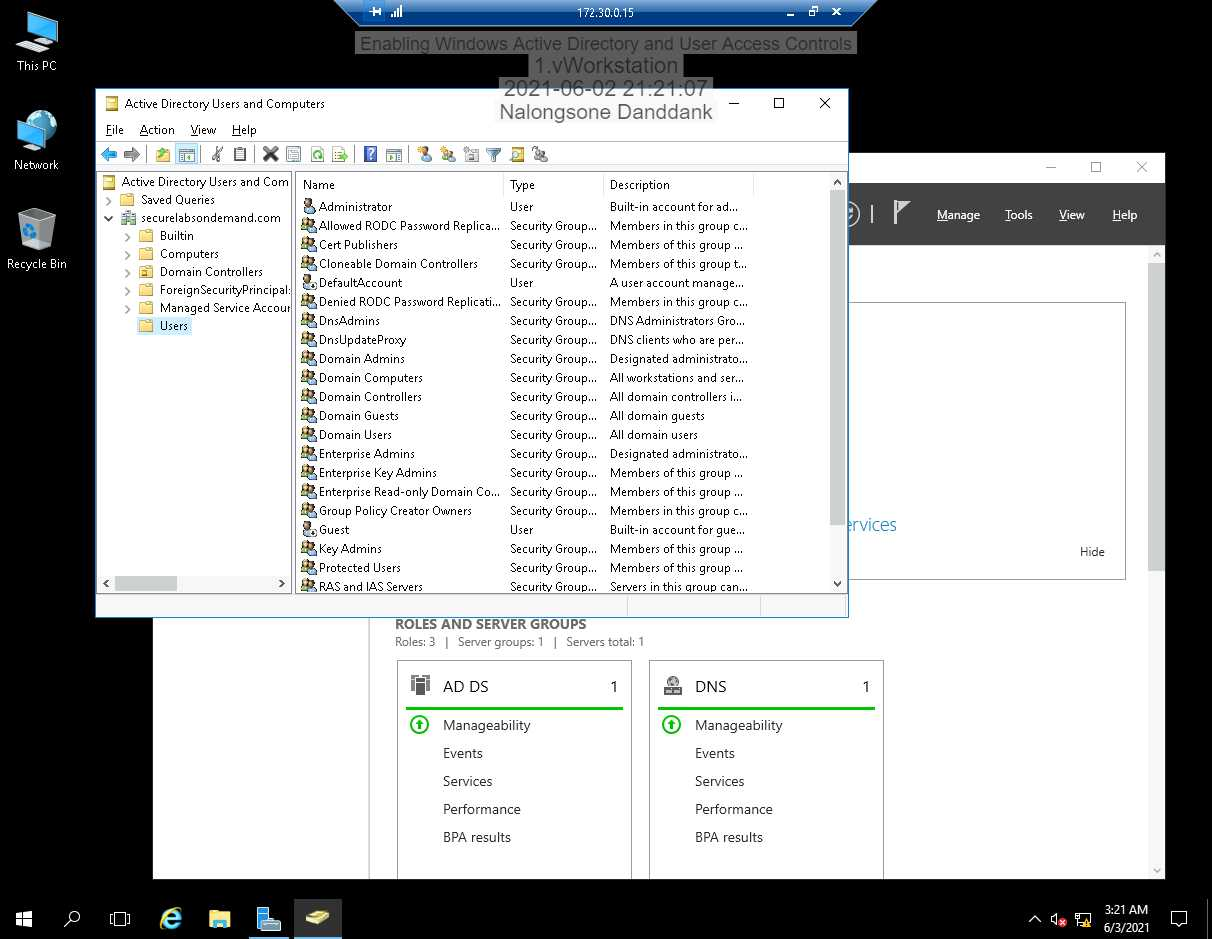 172.30.0.15
Enabling Windows Active Directory and User Access Controls
1.vWorkstation
2021-06-02 21:21:07
Nalongsone Danddank
This PC
Network
Recycle Bin
Active Directory Users and Computers
File Action View Help
Active Directory Users and Com
Saved Queries
securelabsondemand.com
Builtin
Computers
Domain Controllers
ForeignSecurityPrincipal
Managed Service Accour
Users
Name Type Description
Administrator User Built-in account for ad...
Allowed RODC Password Replica... Security Group... Members in this group c...
Cert Publishers Security Group... Members of this group ...
Cloneable Domain Controllers Security Group... Members of this group t...
DefaultAccount User A user account manage...
Denied RODC Password Replicati... Security Group... Members in this group c...
DnsAdmins Security Group... DNS Administrators Gro...
DnsUpdateProxy Security Group... DNS clients who are per...
Domain Admins Security Group... Designated administrato...
Domain Computers Security Group... All workstations and ser...
Domain Controllers Security Group... All domain controllers i...
Domain Guests Security Group... All domain guests
Domain Users Security Group... All domain users
Enterprise Admins Security Group... Designated administrato...
Enterprise Key Admins Security Group... Members of this group ...
Enterprise Read-only Domain Co... Security Group... Members of this group ...
Group Policy Creator Owners Security Group... Members in this group c...
Guest User Built-in account for gue...
Key Admins Security Group... Members of this group ...
Protected Users Security Group... Members of this group ...
RAS and IAS Servers Security Group... Servers in this group can...
Manage Tools View Help
ervices
Hide
ROLES AND SERVER GROUPS
Roles: 3 | Server groups: 1 | Servers total: 1
AD DS 1
Manageability
Events
Services
Performance
BPA results
DNS 1
Manageability
Events
Services
Performance
BPA results
3:21 AM
6/3/2021